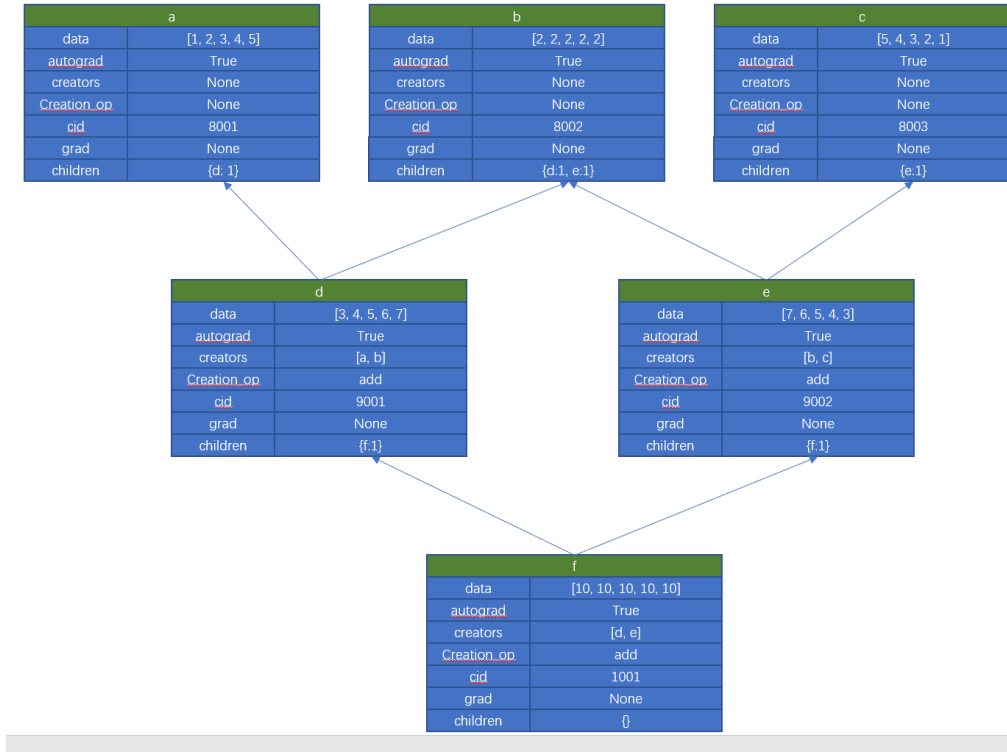 a
data [1, 2, 3, 4, 5]
autograd True
creators None
Creation_op None
cid 8001
grad None
children {d: 1}
b
data [2, 2, 2, 2, 2]
autograd True
creators None
Creation_op None
cid 8002
grad None
children {d:1, e:1}
c
data [5, 4, 3, 2, 1]
autograd True
creators None
Creation_op None
cid 8003
grad None
children {e:1}
d
data [3, 4, 5, 6, 7]
autograd True
creators [a, b]
Creation_op add
cid 9001
grad None
children {f:1}
e
data [7, 6, 5, 4, 3]
autograd True
creators [b, c]
Creation_op add
cid 9002
grad None
children {f:1}
f
data [10, 10, 10, 10, 10]
autograd True
creators [d, e]
Creation_op add
cid 1001
grad None
children {}